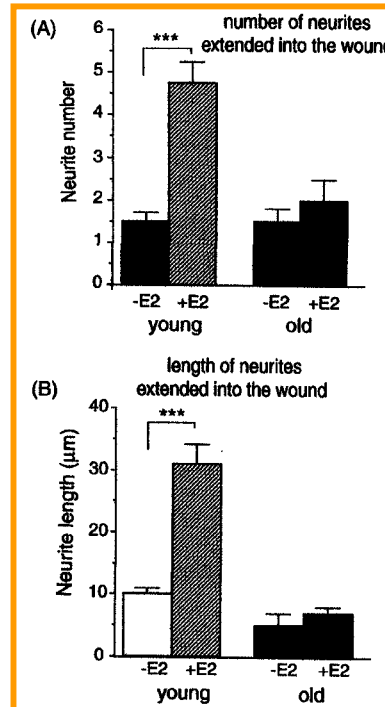 (A)
number of neurites
extended into the wound
***
Neurite number
6
5
4
3
2
1
0
-E2 +E2 -E2 +E2
young old
(B)
length of neurites
extended into the wound
***
Neurite length (μm)
40
30
20
10
0
-E2 +E2 -E2 +E2
young old